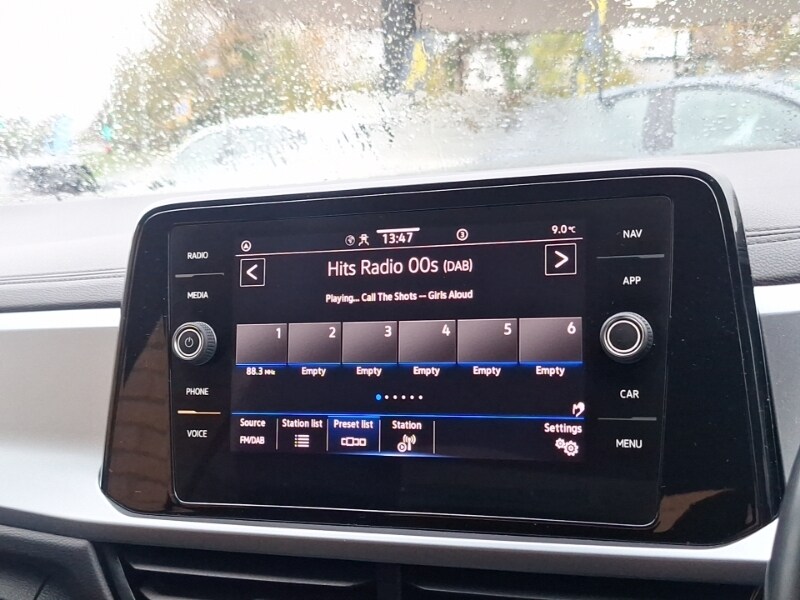 RADIO
MEDIA
PHONE
VOICE
A
13:47
3
9.0 °C
<
Hits Radio 00s (DAB)
>
Playing... Call The Shots -- Girls Aloud
1 2 3 4 5 6
88.3 MHz Empty Empty Empty Empty Empty
Source Station list Preset list Station Settings
FM/DAB
NAV
APP
CAR
MENU